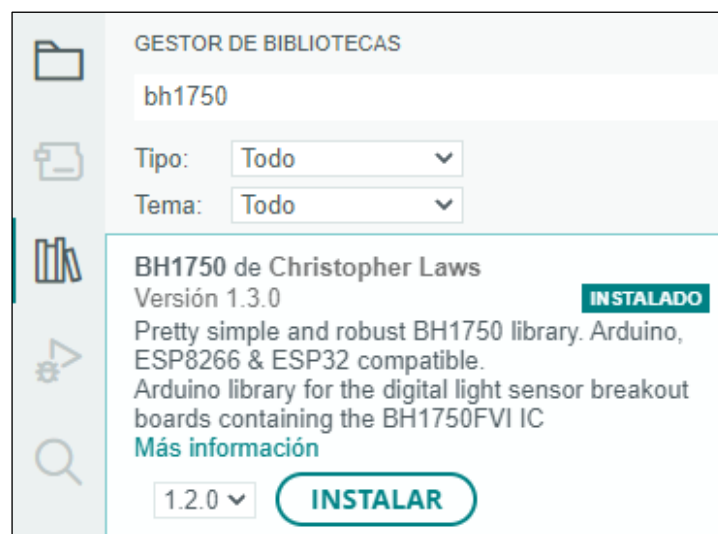 GESTOR DE BIBLIOTECAS
bh1750
Tipo: Todo
Tema: Todo
BH1750 de Christopher Laws
Versión 1.3.0 INSTALADO
Pretty simple and robust BH1750 library. Arduino,
ESP8266 & ESP32 compatible.
Arduino library for the digital light sensor breakout
boards containing the BH1750FVI IC
Más información
1.2.0 INSTALAR